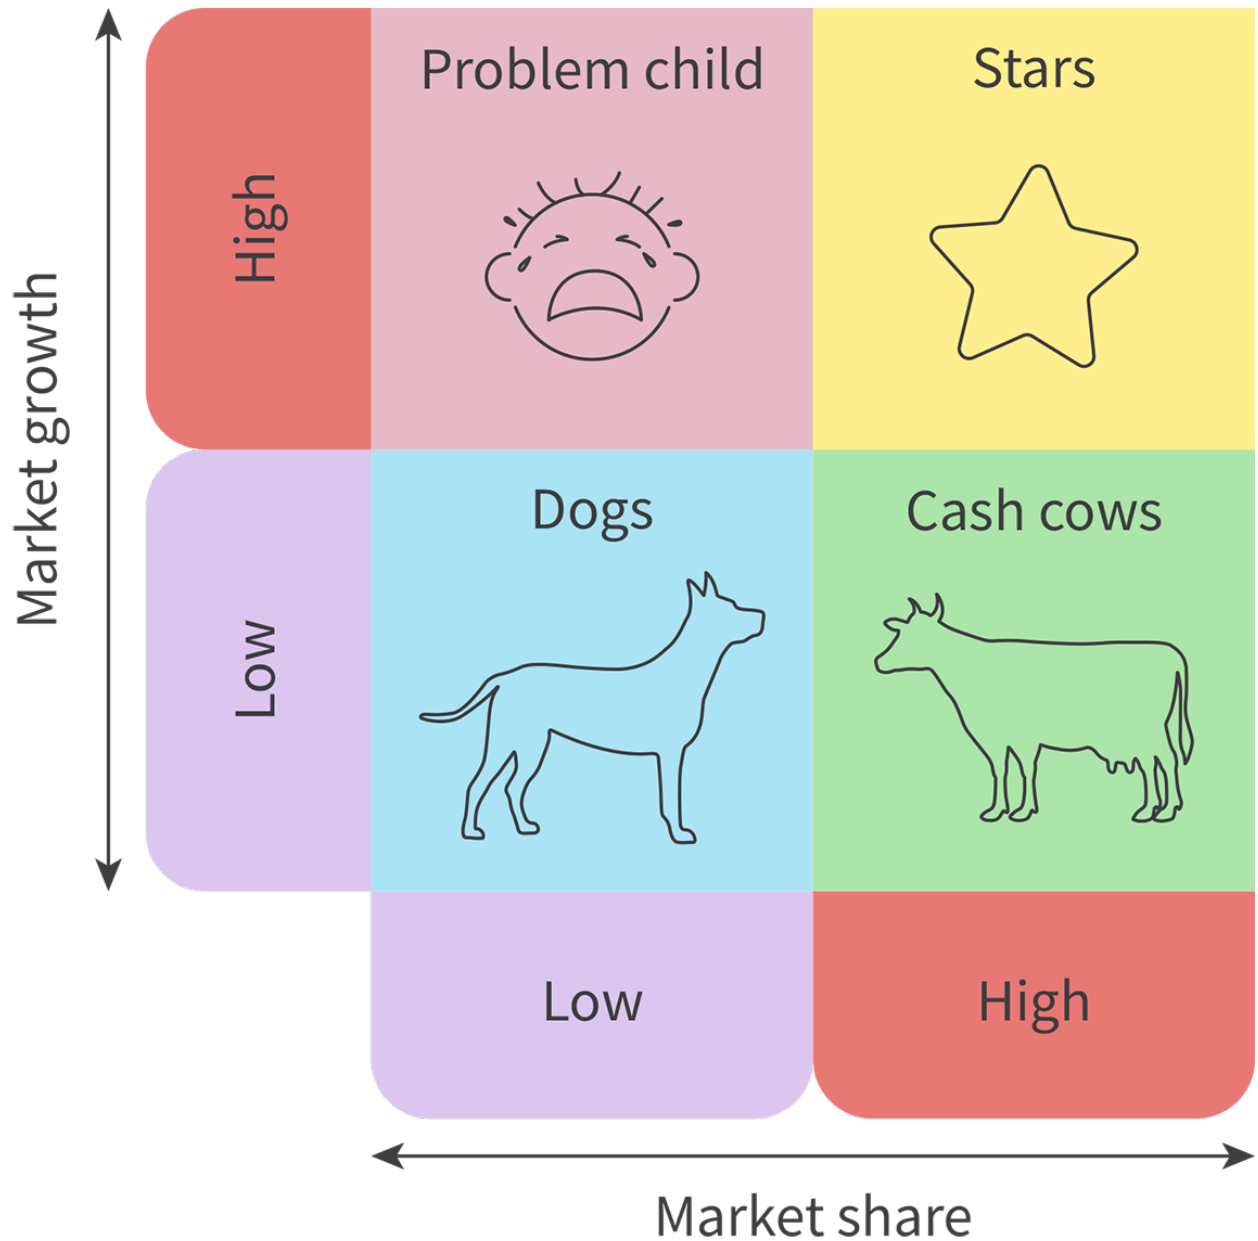 Problem child
Stars
High
Market growth
Dogs
Cash cows
Low
Low
High
Market share